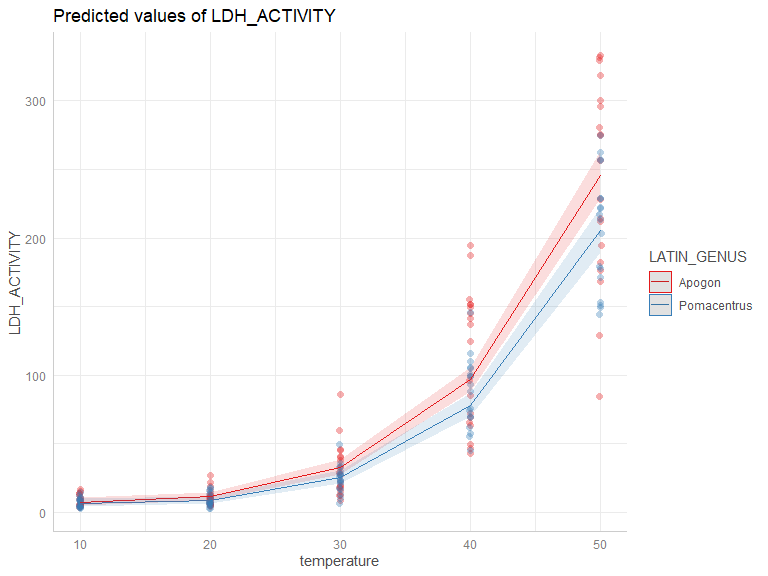 Predicted values of LDH_ACTIVITY
300
200
100
0
LDH_ACTIVITY
10 20 30 40 50
temperature
LATIN_GENUS
Apogon
Pomacentrus